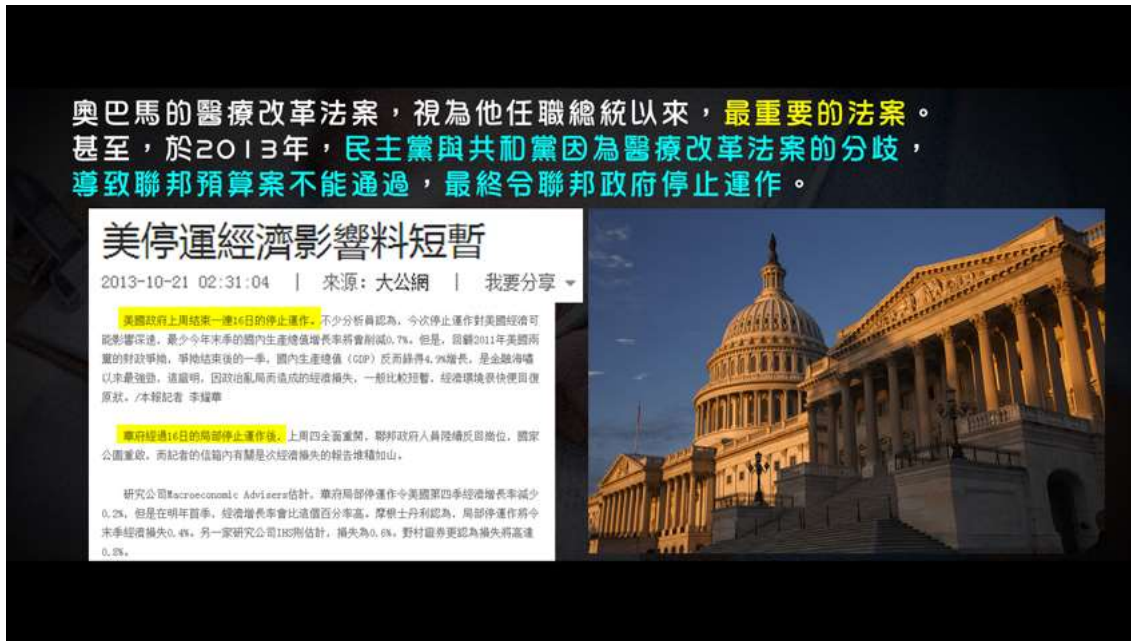 奧巴馬的醫療改革法案，視為他任職總統以來，最重要的法案。
甚至，於2013年，民主黨與共和黨因為醫療改革法案的分歧，
導致聯邦預算案不能通過，最終令聯邦政府停止運作。
美停運經濟影響料短暫
2013-10-21 02:31:04 | 來源：大公網 | 我要分享
美國政府上周結束一連16日的停止運作。不少分析員認為，今次停止運作對美國經濟可
能影響深遠，最少今年末季的國內生產總值增長率將會削減0.7%。但是，回顧2011年美國兩
黨的財政爭拗，爭拗結束後的一季，國內生產總值（GDP）反而錄得4.9%增長，是金融海嘯
以來最強勁。這證明，因政治亂局而造成的經濟損失，一般比較短暫，經濟環境很快便回復
原狀。/本報記者 李耀華
華府經過16日的局部停止運作後，上周四全面重開，聯邦政府人員陸續反回崗位，國家
公園重啟，而記者的信箱內有關是次經濟損失的報告堆積如山。
研究公司Macroeconomic Advisers估計，華府局部停運作令美國第四季經濟增長率減少
0.2%，但是在明年首季，經濟增長率會比這個百分率高。摩根士丹利認為，局部停運作將令
末季經濟損失0.4%。另一家研究公司IHS則估計，損失為0.6%，野村證券更認為損失將高達
0.8%。